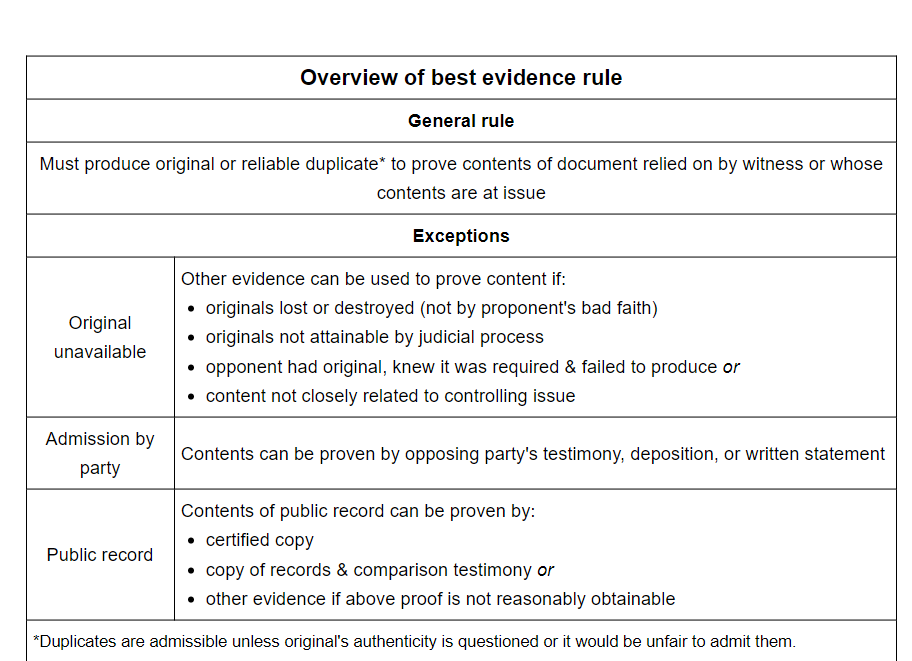 Overview of best evidence rule
General rule
Must produce original or reliable duplicate* to prove contents of document relied on by witness or whose
contents are at issue
Exceptions
Original
unavailable
Other evidence can be used to prove content if:
• originals lost or destroyed (not by proponent's bad faith)
• originals not attainable by judicial process
• opponent had original, knew it was required & failed to produce or
• content not closely related to controlling issue
Admission by
party
Contents can be proven by opposing party's testimony, deposition, or written statement
Public record
Contents of public record can be proven by:
• certified copy
• copy of records & comparison testimony or
• other evidence if above proof is not reasonably obtainable
*Duplicates are admissible unless original's authenticity is questioned or it would be unfair to admit them.